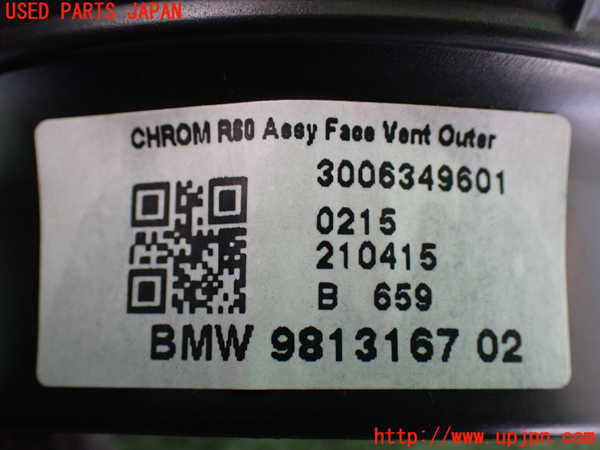 USED PARTS JAPAN
CHROM R60 Assy Face Vent Outer
3006349601
0215
210415
B 659
BMW 9813167 02
http://www.upjpn.com